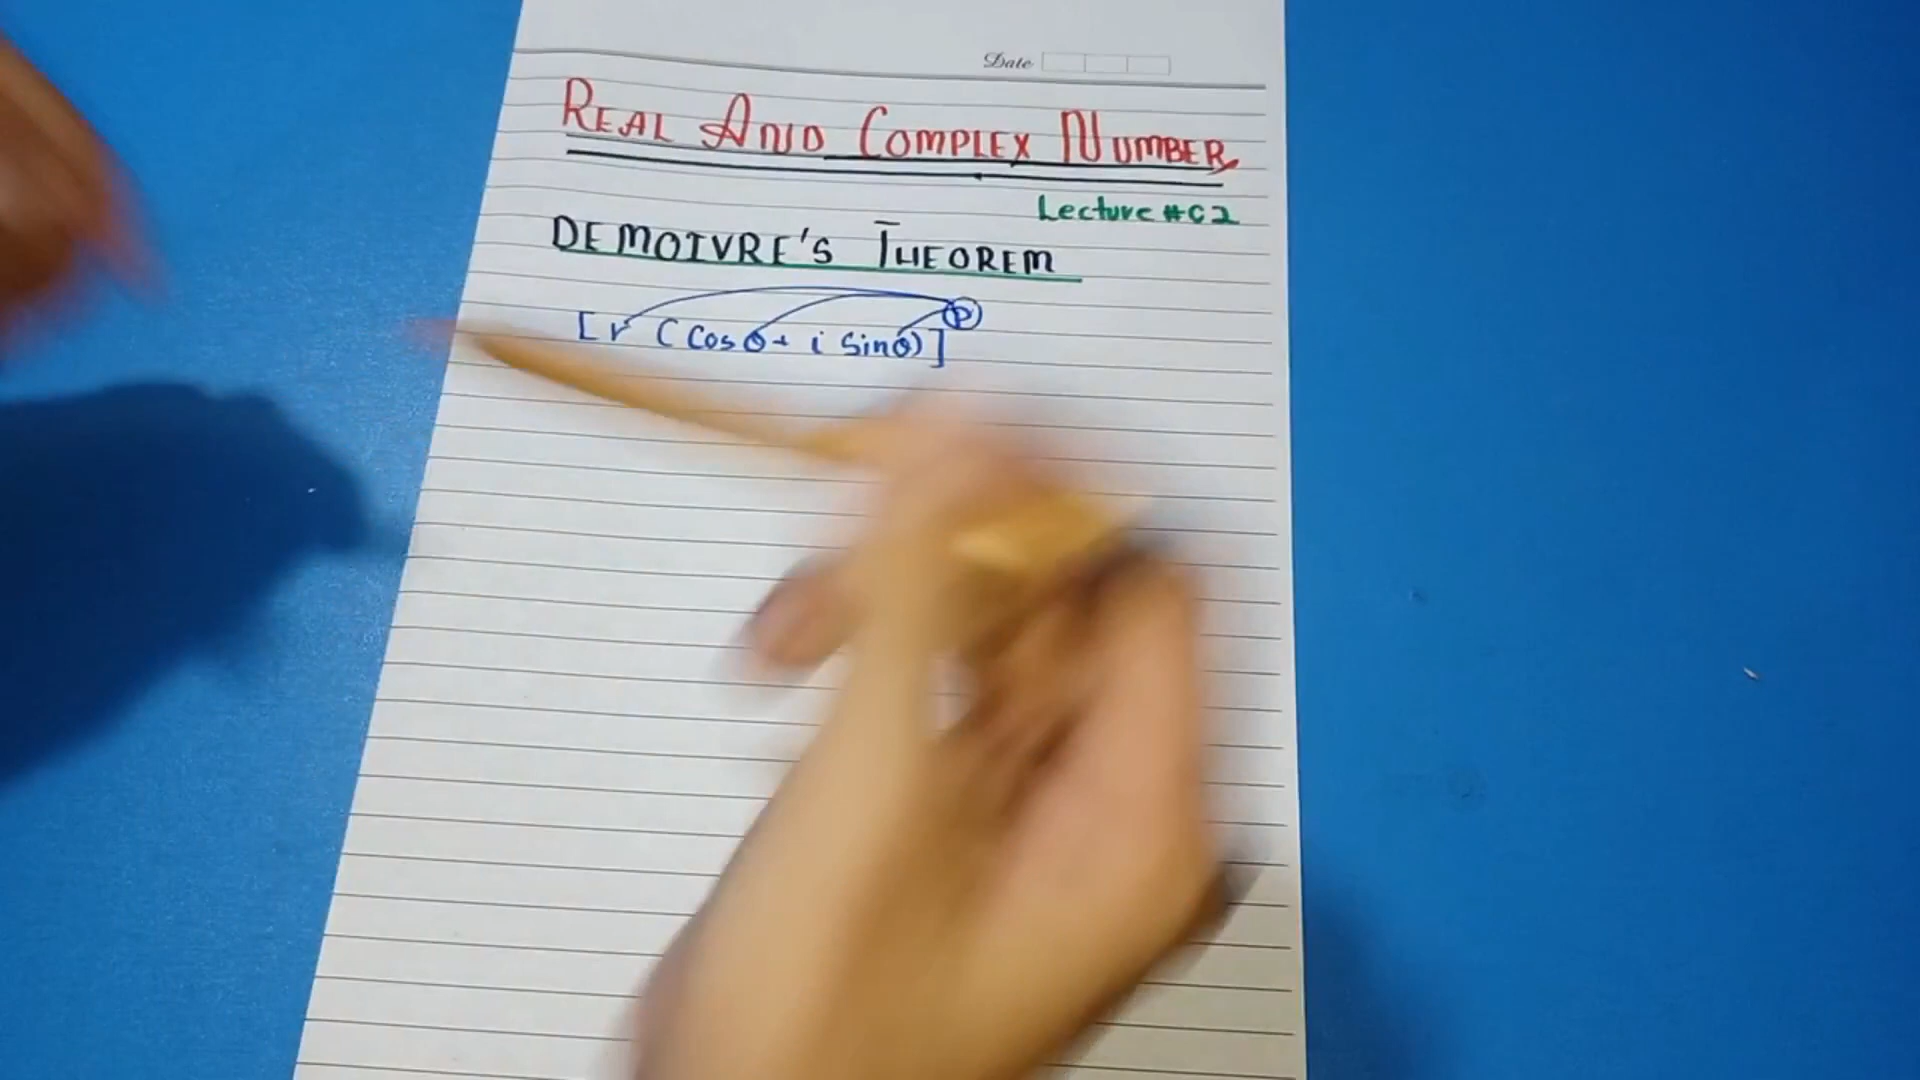 Date
REAL AND COMPLEX NUMBER
Lecture #02
DEMOIVRE'S THEOREM
[r (Cosθ + i Sinθ)]^p